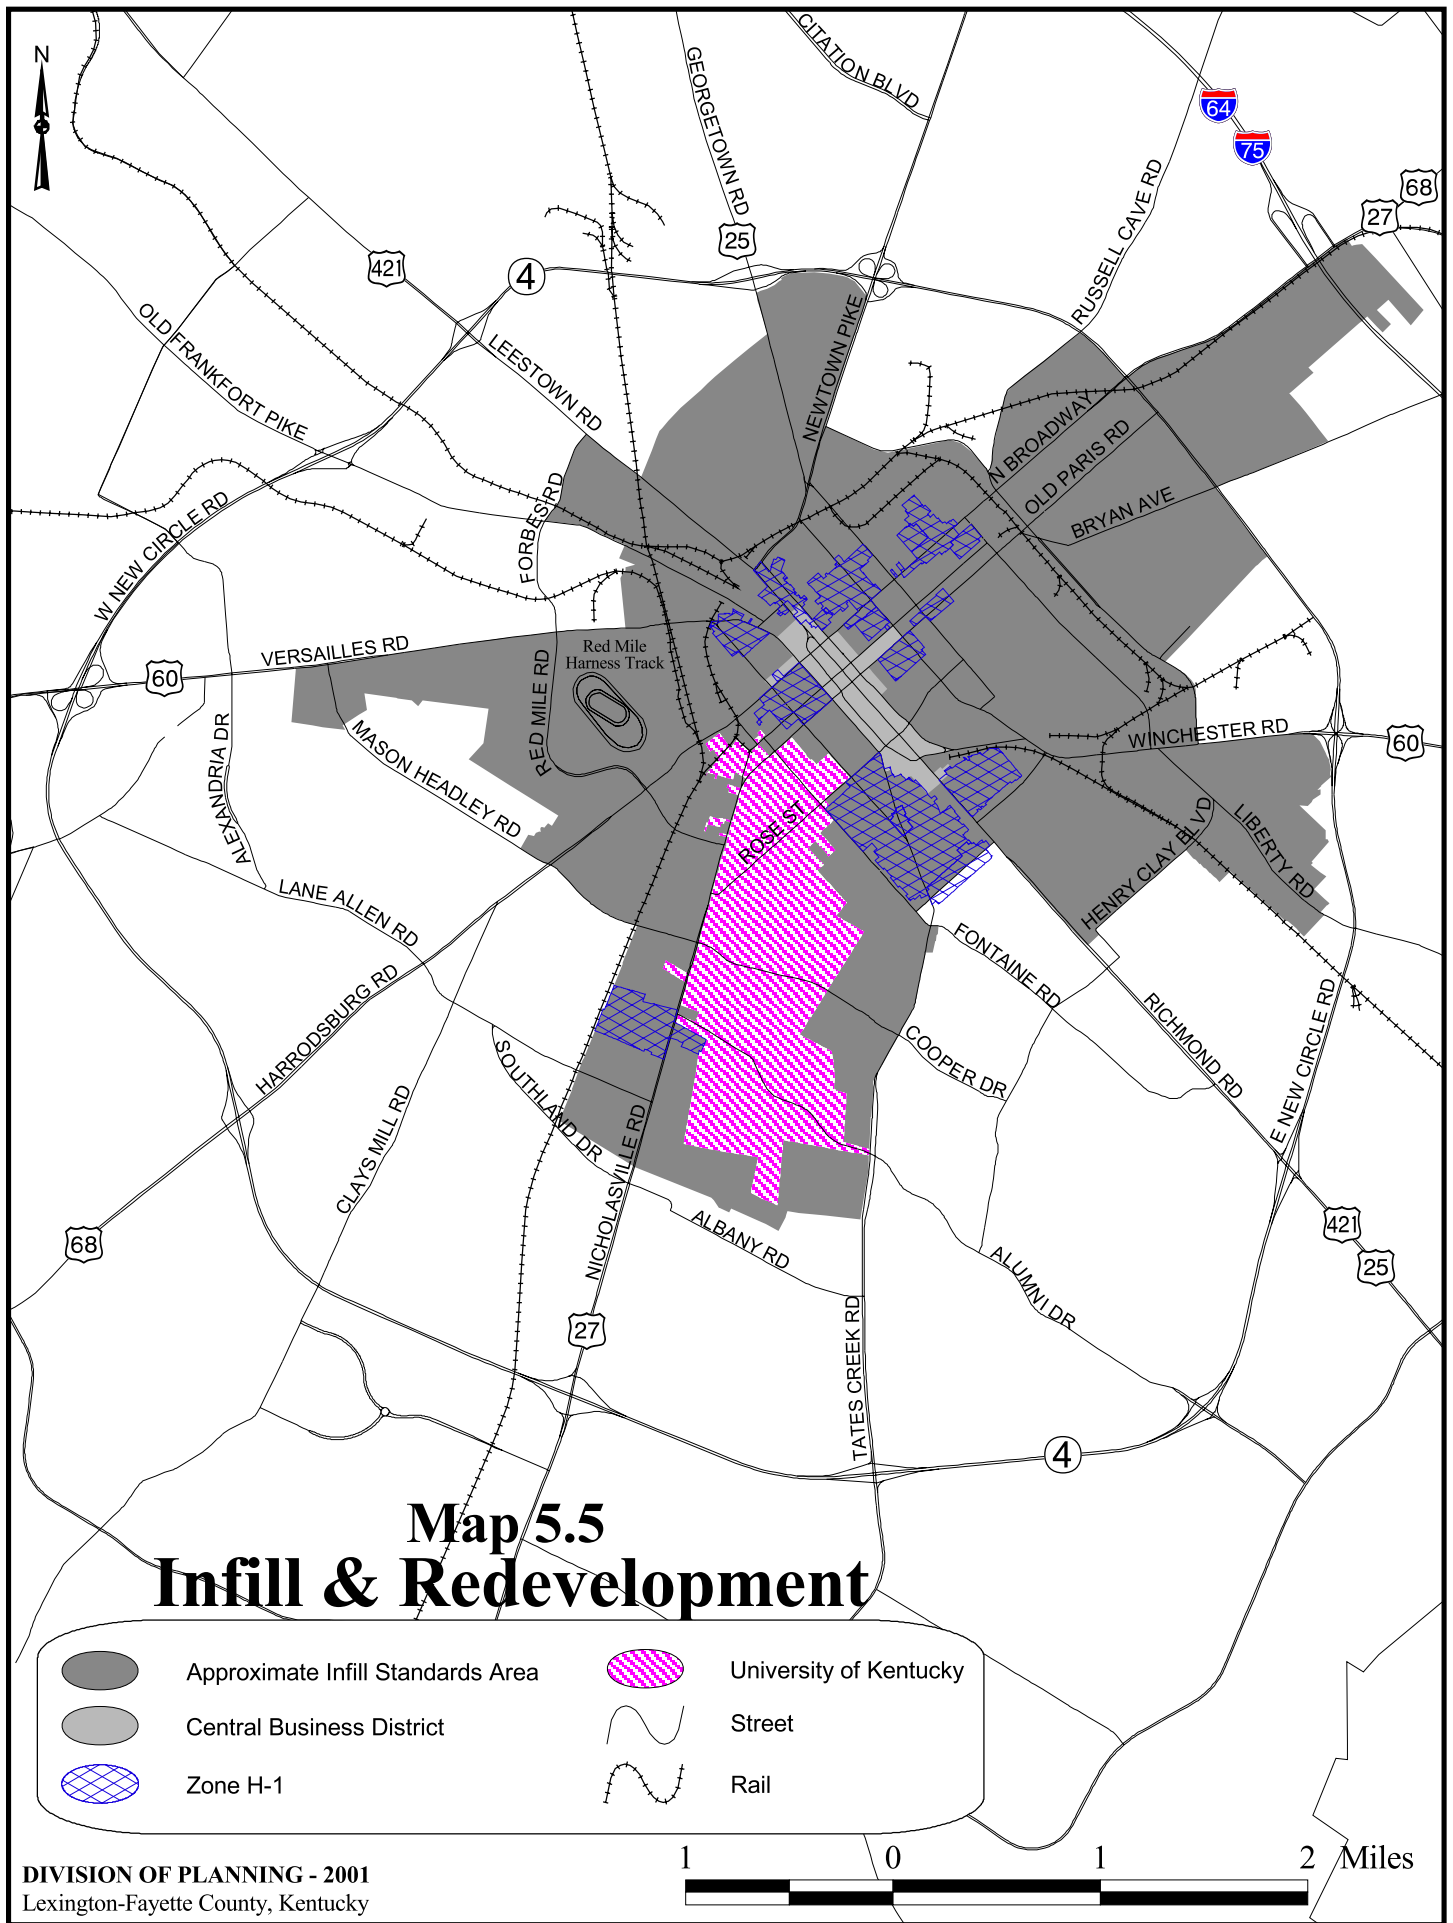 N
CITATION BLVD
GEORGETOWN RD
64
75
68
27
RUSSELL CAVE RD
25
421
4
OLD FRANKFORT PIKE
LEESTOWN RD
NEWTOWN PIKE
N BROADWAY
OLD PARIS RD
BRYAN AVE
FORBES RD
W NEW CIRCLE RD
VERSAILLES RD
60
Red Mile
Harness Track
RED MILE RD
ALEXANDRIA DR
MASON HEADLEY RD
WINCHESTER RD
60
ROSE ST
HENRY CLAY BLVD
LIBERTY RD
LANE ALLEN RD
FONTAINE RD
HARRODSBURG RD
RICHMOND RD
E NEW CIRCLE RD
COOPER DR
SOUTHLAND DR
CLAYS MILL RD
NICHOLASVILLE RD
68
ALBANY RD
421
25
ALUMNI DR
27
TATES CREEK RD
4
Map 5.5
Infill & Redevelopment
Approximate Infill Standards Area
University of Kentucky
Central Business District
Street
Zone H-1
Rail
1 0 1 2 Miles
DIVISION OF PLANNING - 2001
Lexington-Fayette County, Kentucky